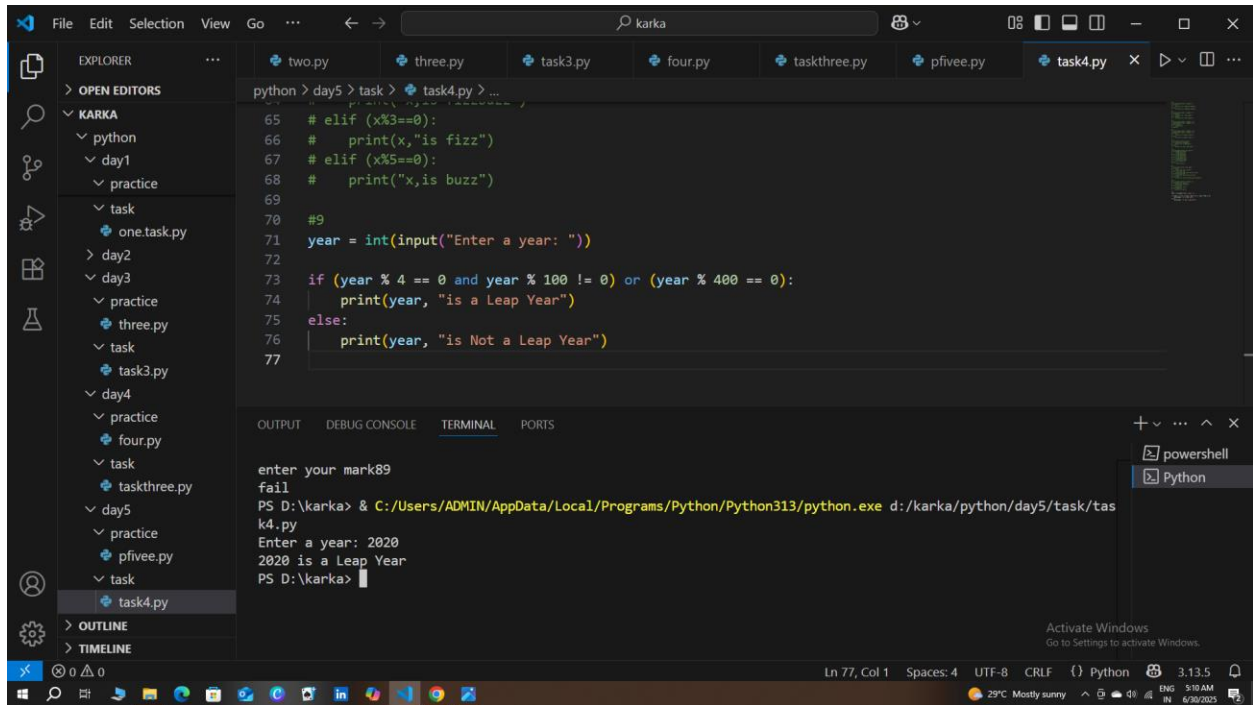 File Edit Selection View Go ··· karka
EXPLORER ···
two.py three.py task3.py four.py taskthree.py pfivee.py task4.py
> OPEN EDITORS
KARKA
python
day1
practice
task
one.task.py
> day2
day3
practice
three.py
task
task3.py
day4
practice
four.py
task
taskthree.py
day5
practice
pfivee.py
task
task4.py
> OUTLINE
> TIMELINE
python > day5 > task > task4.py > ...
65 # elif (x%3==0):
66 #    print(x,"is fizz")
67 # elif (x%5==0):
68 #    print("x,is buzz")
69
70 #9
71 year = int(input("Enter a year: "))
72
73 if (year % 4 == 0 and year % 100 != 0) or (year % 400 == 0):
74     print(year, "is a Leap Year")
75 else:
76     print(year, "is Not a Leap Year")
77
OUTPUT DEBUG CONSOLE TERMINAL PORTS
powershell
Python
enter your mark89
fail
PS D:\karka> & C:/Users/ADMIN/AppData/Local/Programs/Python/Python313/python.exe d:/karka/python/day5/task/tas
k4.py
Enter a year: 2020
2020 is a Leap Year
PS D:\karka>
Activate Windows
Go to Settings to activate Windows.
0 0 Ln 77, Col 1 Spaces: 4 UTF-8 CRLF {} Python 3.13.5
29°C Mostly sunny ENG 5:10 AM
IN 6/30/2025